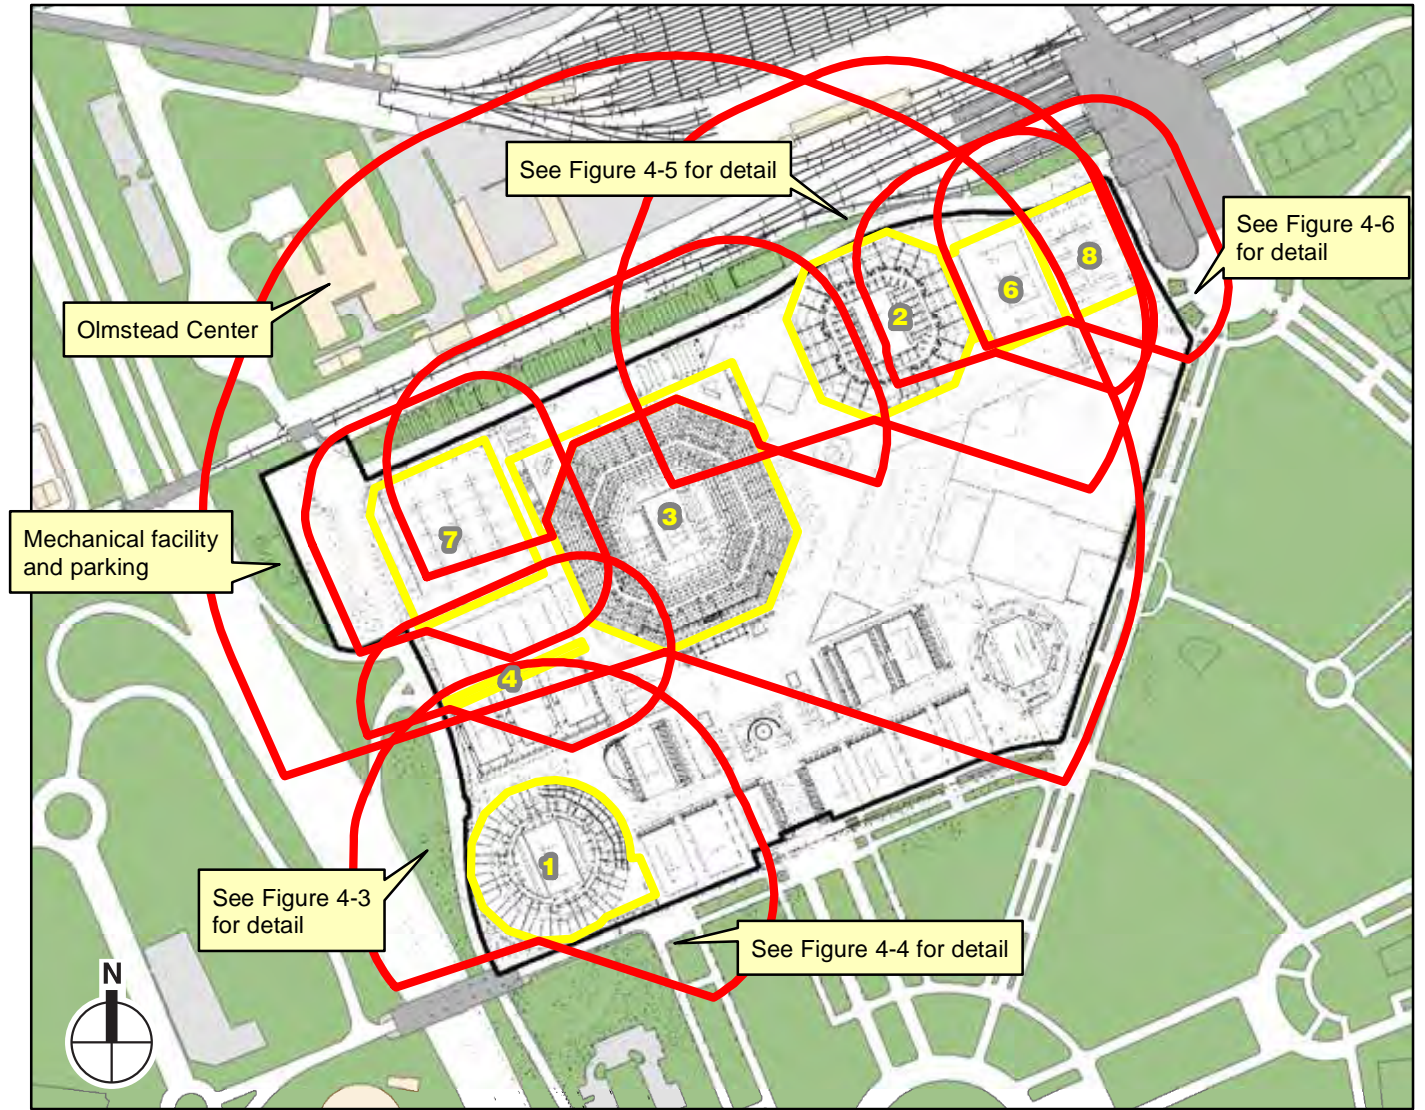 See Figure 4-5 for detail
See Figure 4-6
for detail
Olmstead Center
8
6
2
3
7
Mechanical facility
and parking
4
1
See Figure 4-3
for detail
See Figure 4-4 for detail
N